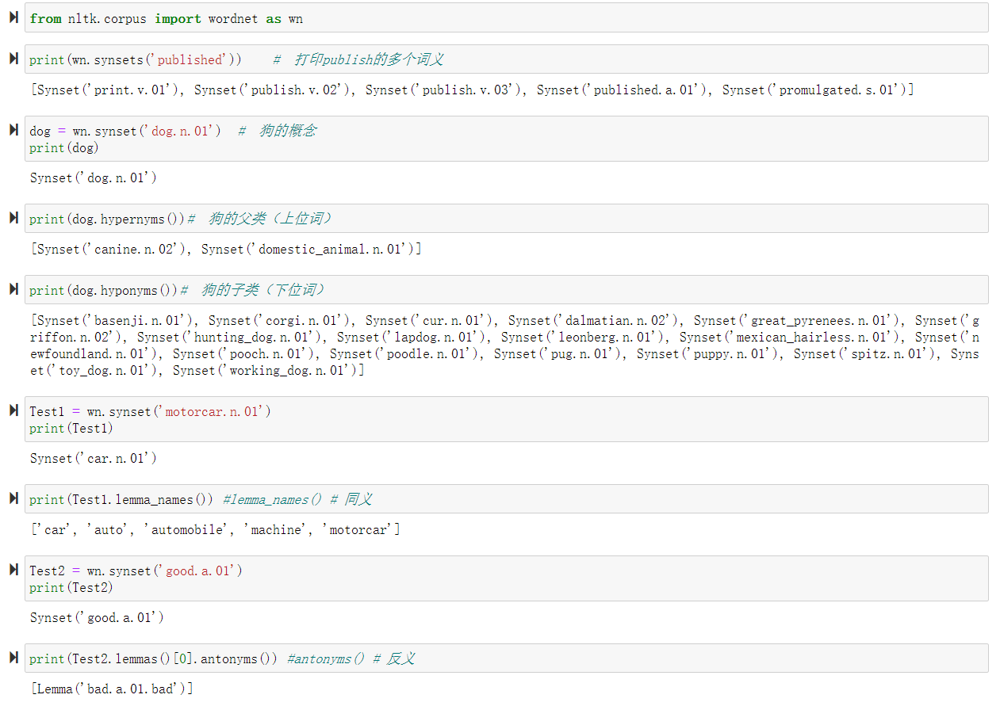 from nltk.corpus import wordnet as wn
print(wn.synsets('published'))    #  打印publish的多个词义
[Synset('print.v.01'), Synset('publish.v.02'), Synset('publish.v.03'), Synset('published.a.01'), Synset('promulgated.s.01')]
dog = wn.synset('dog.n.01')  #  狗的概念
print(dog)
Synset('dog.n.01')
print(dog.hypernyms())#  狗的父类（上位词）
[Synset('canine.n.02'), Synset('domestic_animal.n.01')]
print(dog.hyponyms())#  狗的子类（下位词）
[Synset('basenji.n.01'), Synset('corgi.n.01'), Synset('cur.n.01'), Synset('dalmatian.n.02'), Synset('great_pyrenees.n.01'), Synset('g
riffon.n.02'), Synset('hunting_dog.n.01'), Synset('lapdog.n.01'), Synset('leonberg.n.01'), Synset('mexican_hairless.n.01'), Synset('n
ewfoundland.n.01'), Synset('pooch.n.01'), Synset('poodle.n.01'), Synset('pug.n.01'), Synset('puppy.n.01'), Synset('spitz.n.01'), Syns
et('toy_dog.n.01'), Synset('working_dog.n.01')]
Test1 = wn.synset('motorcar.n.01')
print(Test1)
Synset('car.n.01')
print(Test1.lemma_names()) #lemma_names() # 同义
['car', 'auto', 'automobile', 'machine', 'motorcar']
Test2 = wn.synset('good.a.01')
print(Test2)
Synset('good.a.01')
print(Test2.lemmas()[0].antonyms()) #antonyms() # 反义
[Lemma('bad.a.01.bad')]